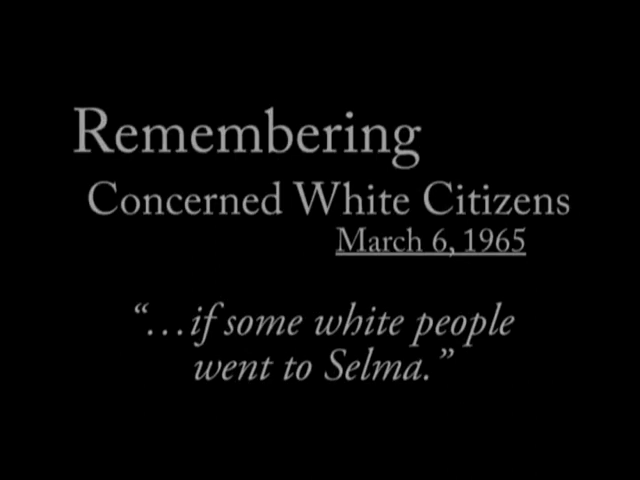 Remembering
Concerned White Citizens
March 6, 1965
“…if some white people
went to Selma.”